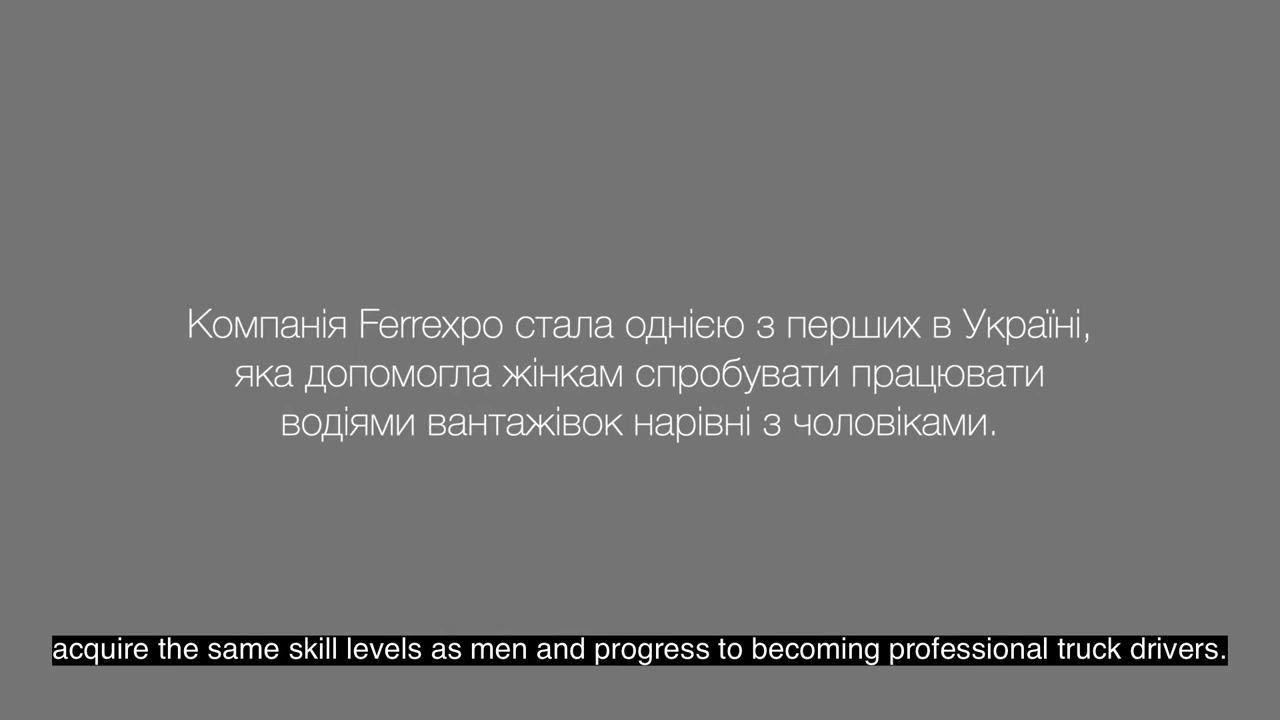 Компанія Ferrexpo стала однією з перших в Україні,
яка допомогла жінкам спробувати працювати
водіями вантажівок нарівні з чоловіками.
acquire the same skill levels as men and progress to becoming professional truck drivers.